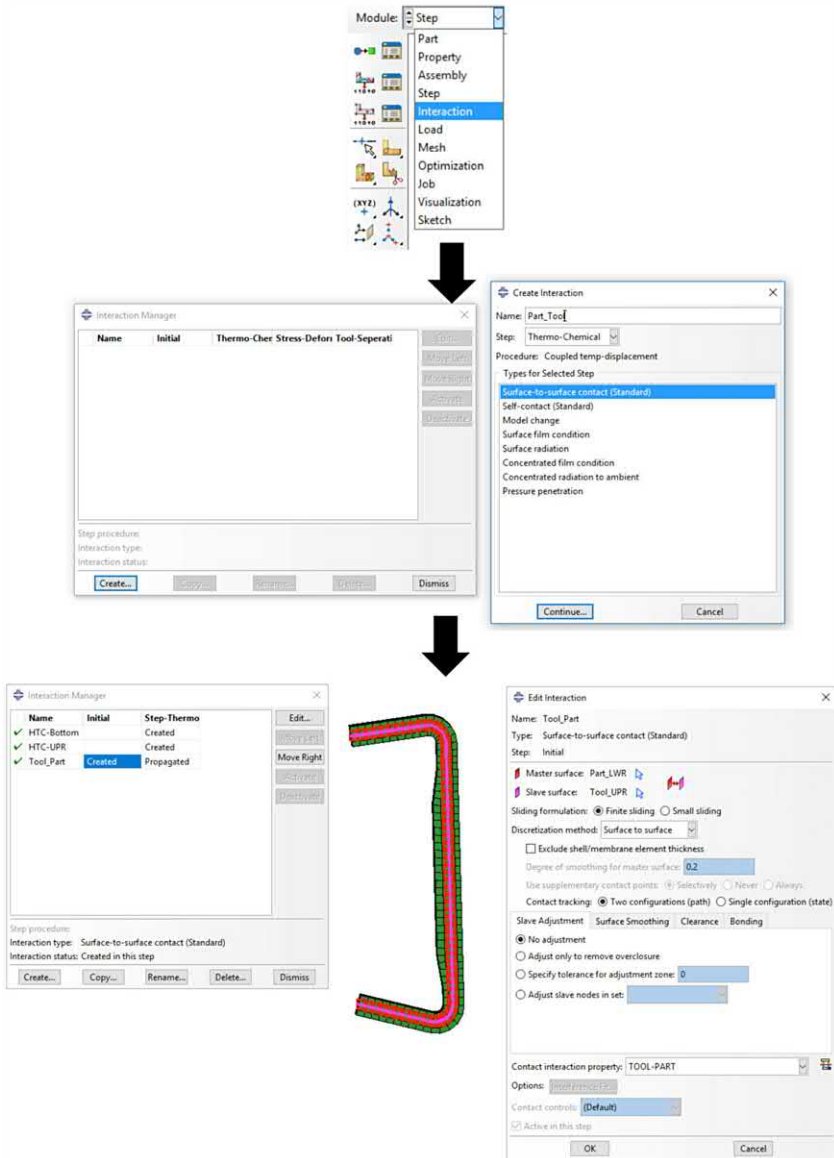 Module: Step
Part
Property
Assembly
Step
Interaction
Load
Mesh
Optimization
Job
Visualization
Sketch
(XYZ)
Interaction Manager
Name Initial Thermo-Cher Stress-Deforr Tool-Seperati
Edit...
Move Left
Move Right
Activate
Deactivate
Step procedure:
Interaction type:
Interaction status:
Create... Copy... Rename... Delete... Dismiss
Create Interaction
Name: Part_Tool
Step: Thermo-Chemical
Procedure: Coupled temp-displacement
Types for Selected Step
Surface-to-surface contact (Standard)
Self-contact (Standard)
Model change
Surface film condition
Surface radiation
Concentrated film condition
Concentrated radiation to ambient
Pressure penetration
Continue... Cancel
Interaction Manager
Name Initial Step-Thermo
HTC-Bottom Created
HTC-UPR Created
Tool_Part Created Propagated
Edit...
Move Left
Move Right
Activate
Deactivate
Step procedure:
Interaction type: Surface-to-surface contact (Standard)
Interaction status: Created in this step
Create... Copy... Rename... Delete... Dismiss
Edit Interaction
Name: Tool_Part
Type: Surface-to-surface contact (Standard)
Step: Initial
Master surface: Part_LWR
Slave surface: Tool_UPR
Sliding formulation: Finite sliding Small sliding
Discretization method: Surface to surface
Exclude shell/membrane element thickness
Degree of smoothing for master surface: 0.2
Use supplementary contact points: Selectively Never Always
Contact tracking: Two configurations (path) Single configuration (state)
Slave Adjustment Surface Smoothing Clearance Bonding
No adjustment
Adjust only to remove overclosure
Specify tolerance for adjustment zone: 0
Adjust slave nodes in set:
Contact interaction property: TOOL-PART
Options: Interference Fit...
Contact controls: (Default)
Active in this step
OK Cancel